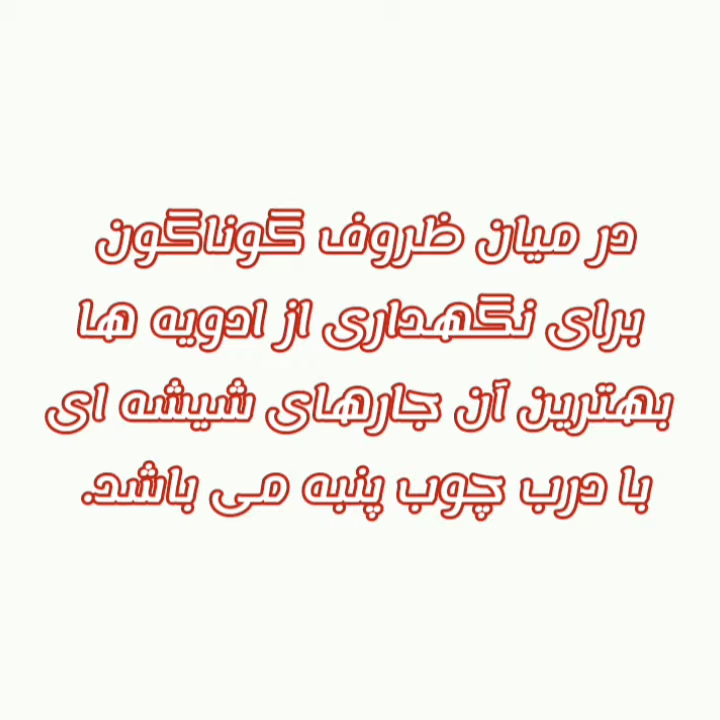 در میان ظروف گوناگون
برای نگهداری از ادویه ها
بهترین آن جارهای شیشه ای
با درب چوب پنبه می باشد.